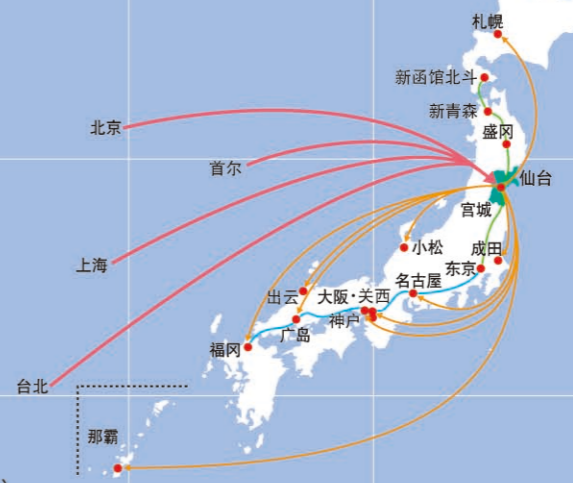 札幌
新函馆北斗
新青森
北京
盛冈
首尔
仙台
宫城
小松
成田
上海
东京
名古屋
出云
大阪·关西
神户
广岛
福冈
台北
那霸